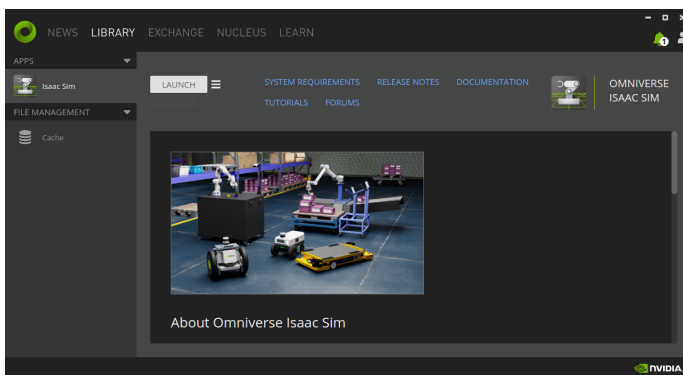 NEWS LIBRARY EXCHANGE NUCLEUS LEARN
1
APPS
Isaac Sim
FILE MANAGEMENT
Cache
LAUNCH
SYSTEM REQUIREMENTS RELEASE NOTES DOCUMENTATION
TUTORIALS FORUMS
OMNIVERSE
ISAAC SIM
About Omniverse Isaac Sim
NVIDIA.